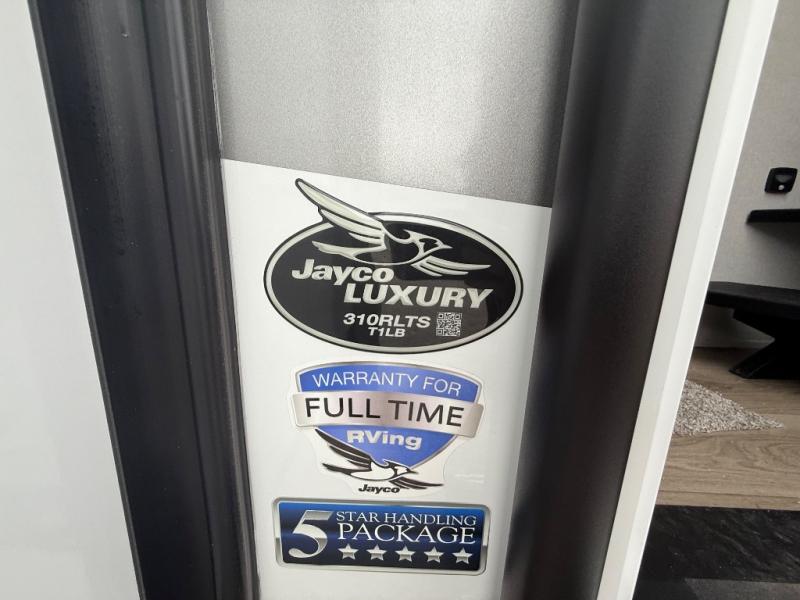 Jayco
LUXURY
310RLTS
T1LB
WARRANTY FOR
FULL TIME
RVing
Jayco
5 STAR HANDLING
PACKAGE